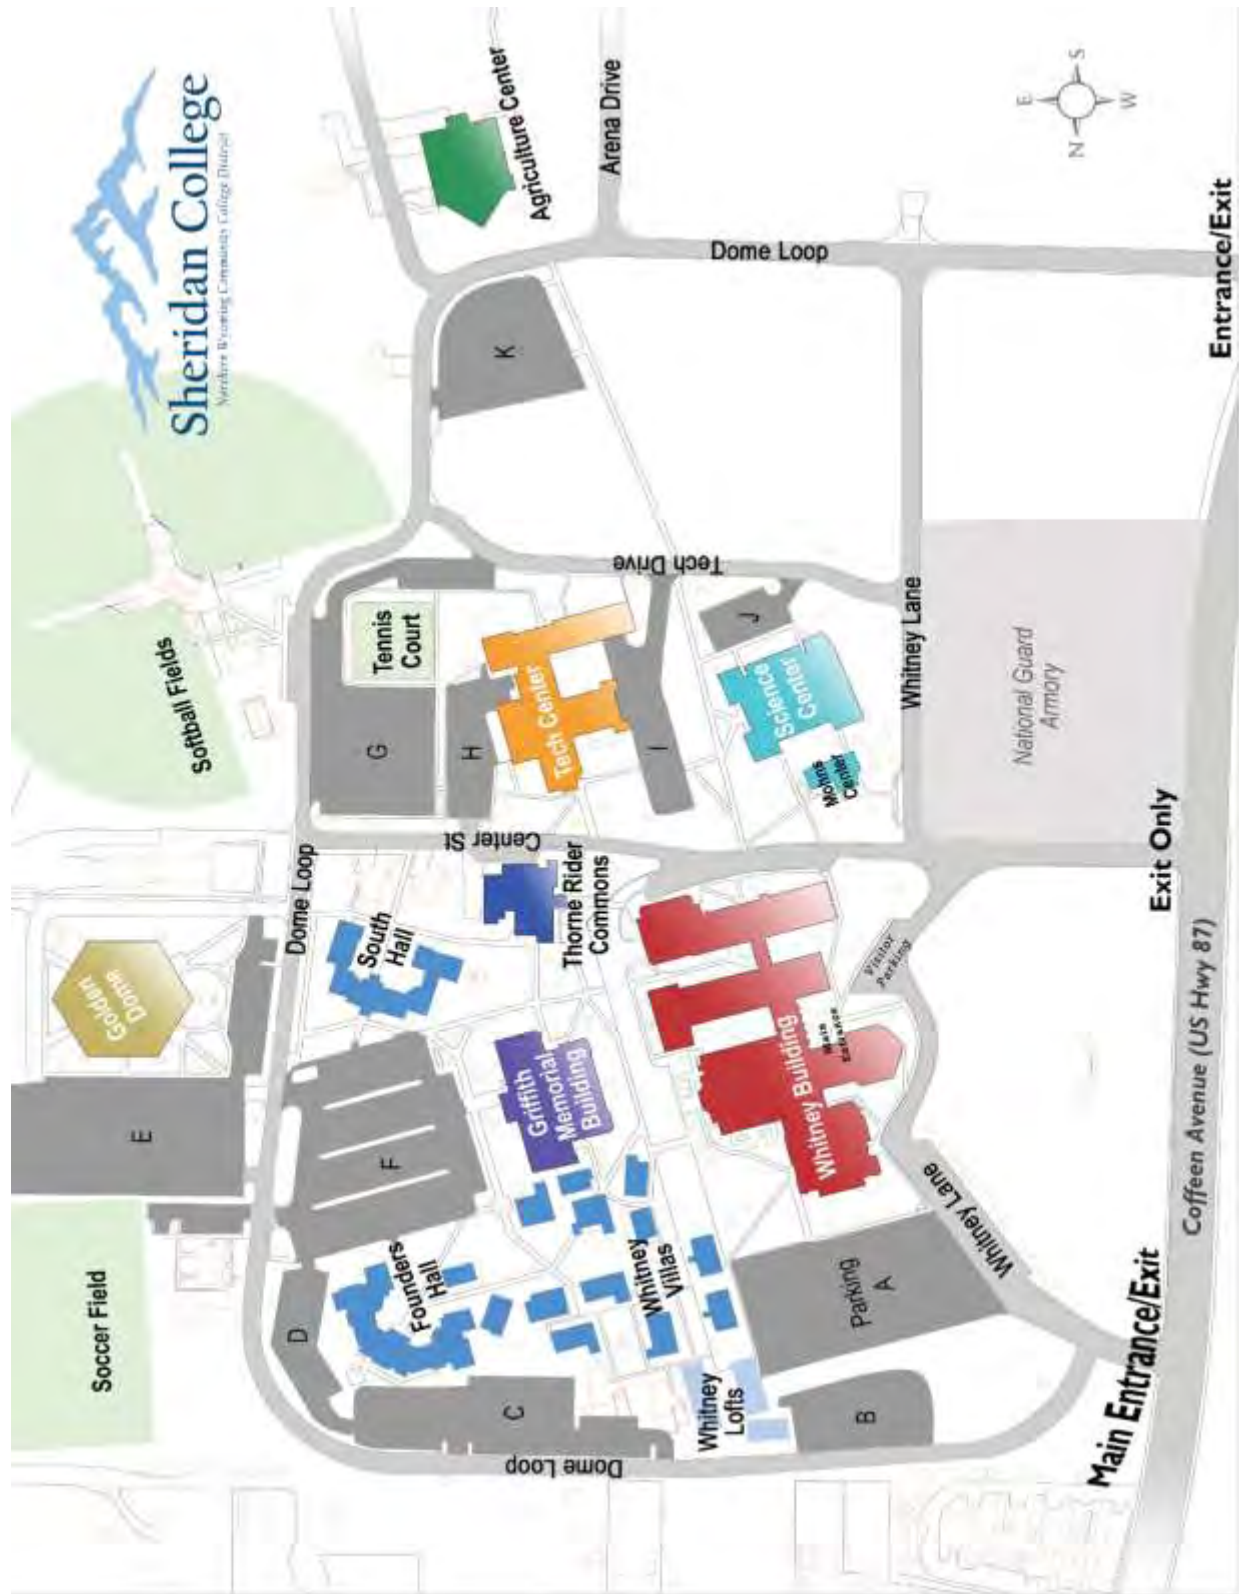 Sheridan College
Northern Wyoming Community College District
Agriculture Center
Arena Drive
N
E
S
W
Dome Loop
Entrance/Exit
K
Softball Fields
Tennis
Court
Tech Drive
J
G
H
Tech Center
I
Science
Center
Mohns
Center
Whitney Lane
National Guard
Armory
Center St
Exit Only
Golden
Dome
Dome Loop
South
Hall
Thorne Rider
Commons
Visitor
Parking
Main
Entrance
Whitney Building
Griffith
Memorial
Building
E
F
Coffeen Avenue (US Hwy 87)
Whitney Lane
Soccer Field
D
Founders
Hall
Whitney
Villas
Parking
A
C
Whitney
Lofts
B
Dome Loop
Main Entrance/Exit